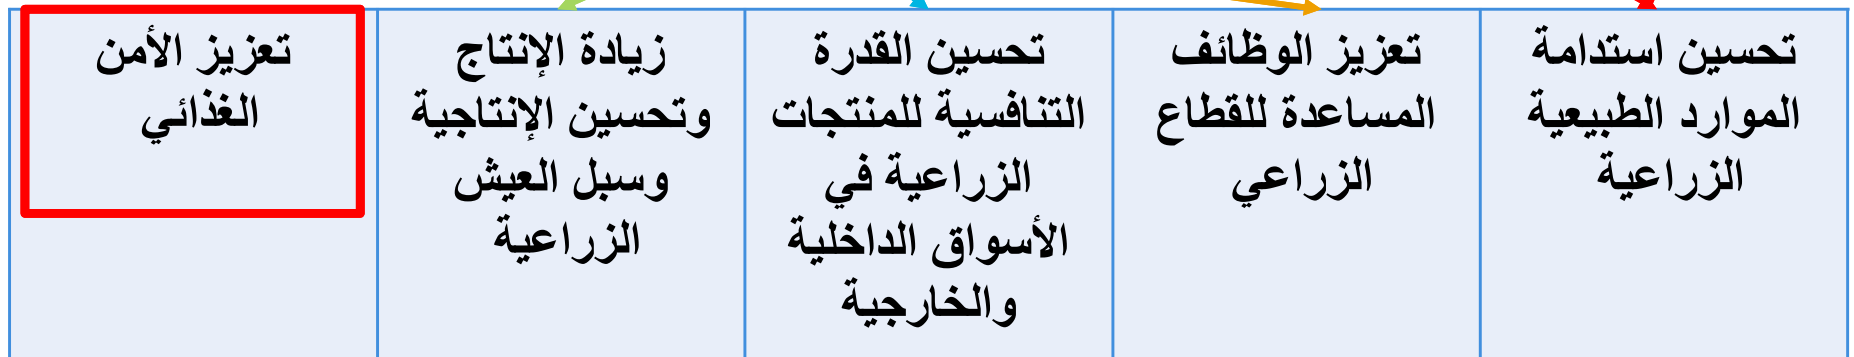 تحسين استدامة
الموارد الطبيعية
الزراعية
تعزيز الوظائف
المساعدة للقطاع
الزراعي
تحسين القدرة
التنافسية للمنتجات
الزراعية في
الأسواق الداخلية
والخارجية
زيادة الإنتاج
وتحسين الإنتاجية
وسبل العيش
الزراعية
تعزيز الأمن
الغذائي